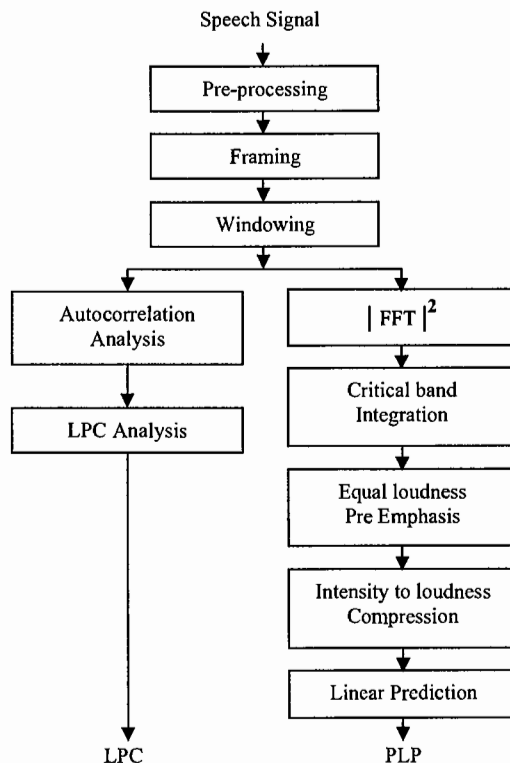 Speech Signal
Pre-processing
Framing
Windowing
Autocorrelation
Analysis
LPC Analysis
LPC
| FFT |²
Critical band
Integration
Equal loudness
Pre Emphasis
Intensity to loudness
Compression
Linear Prediction
PLP